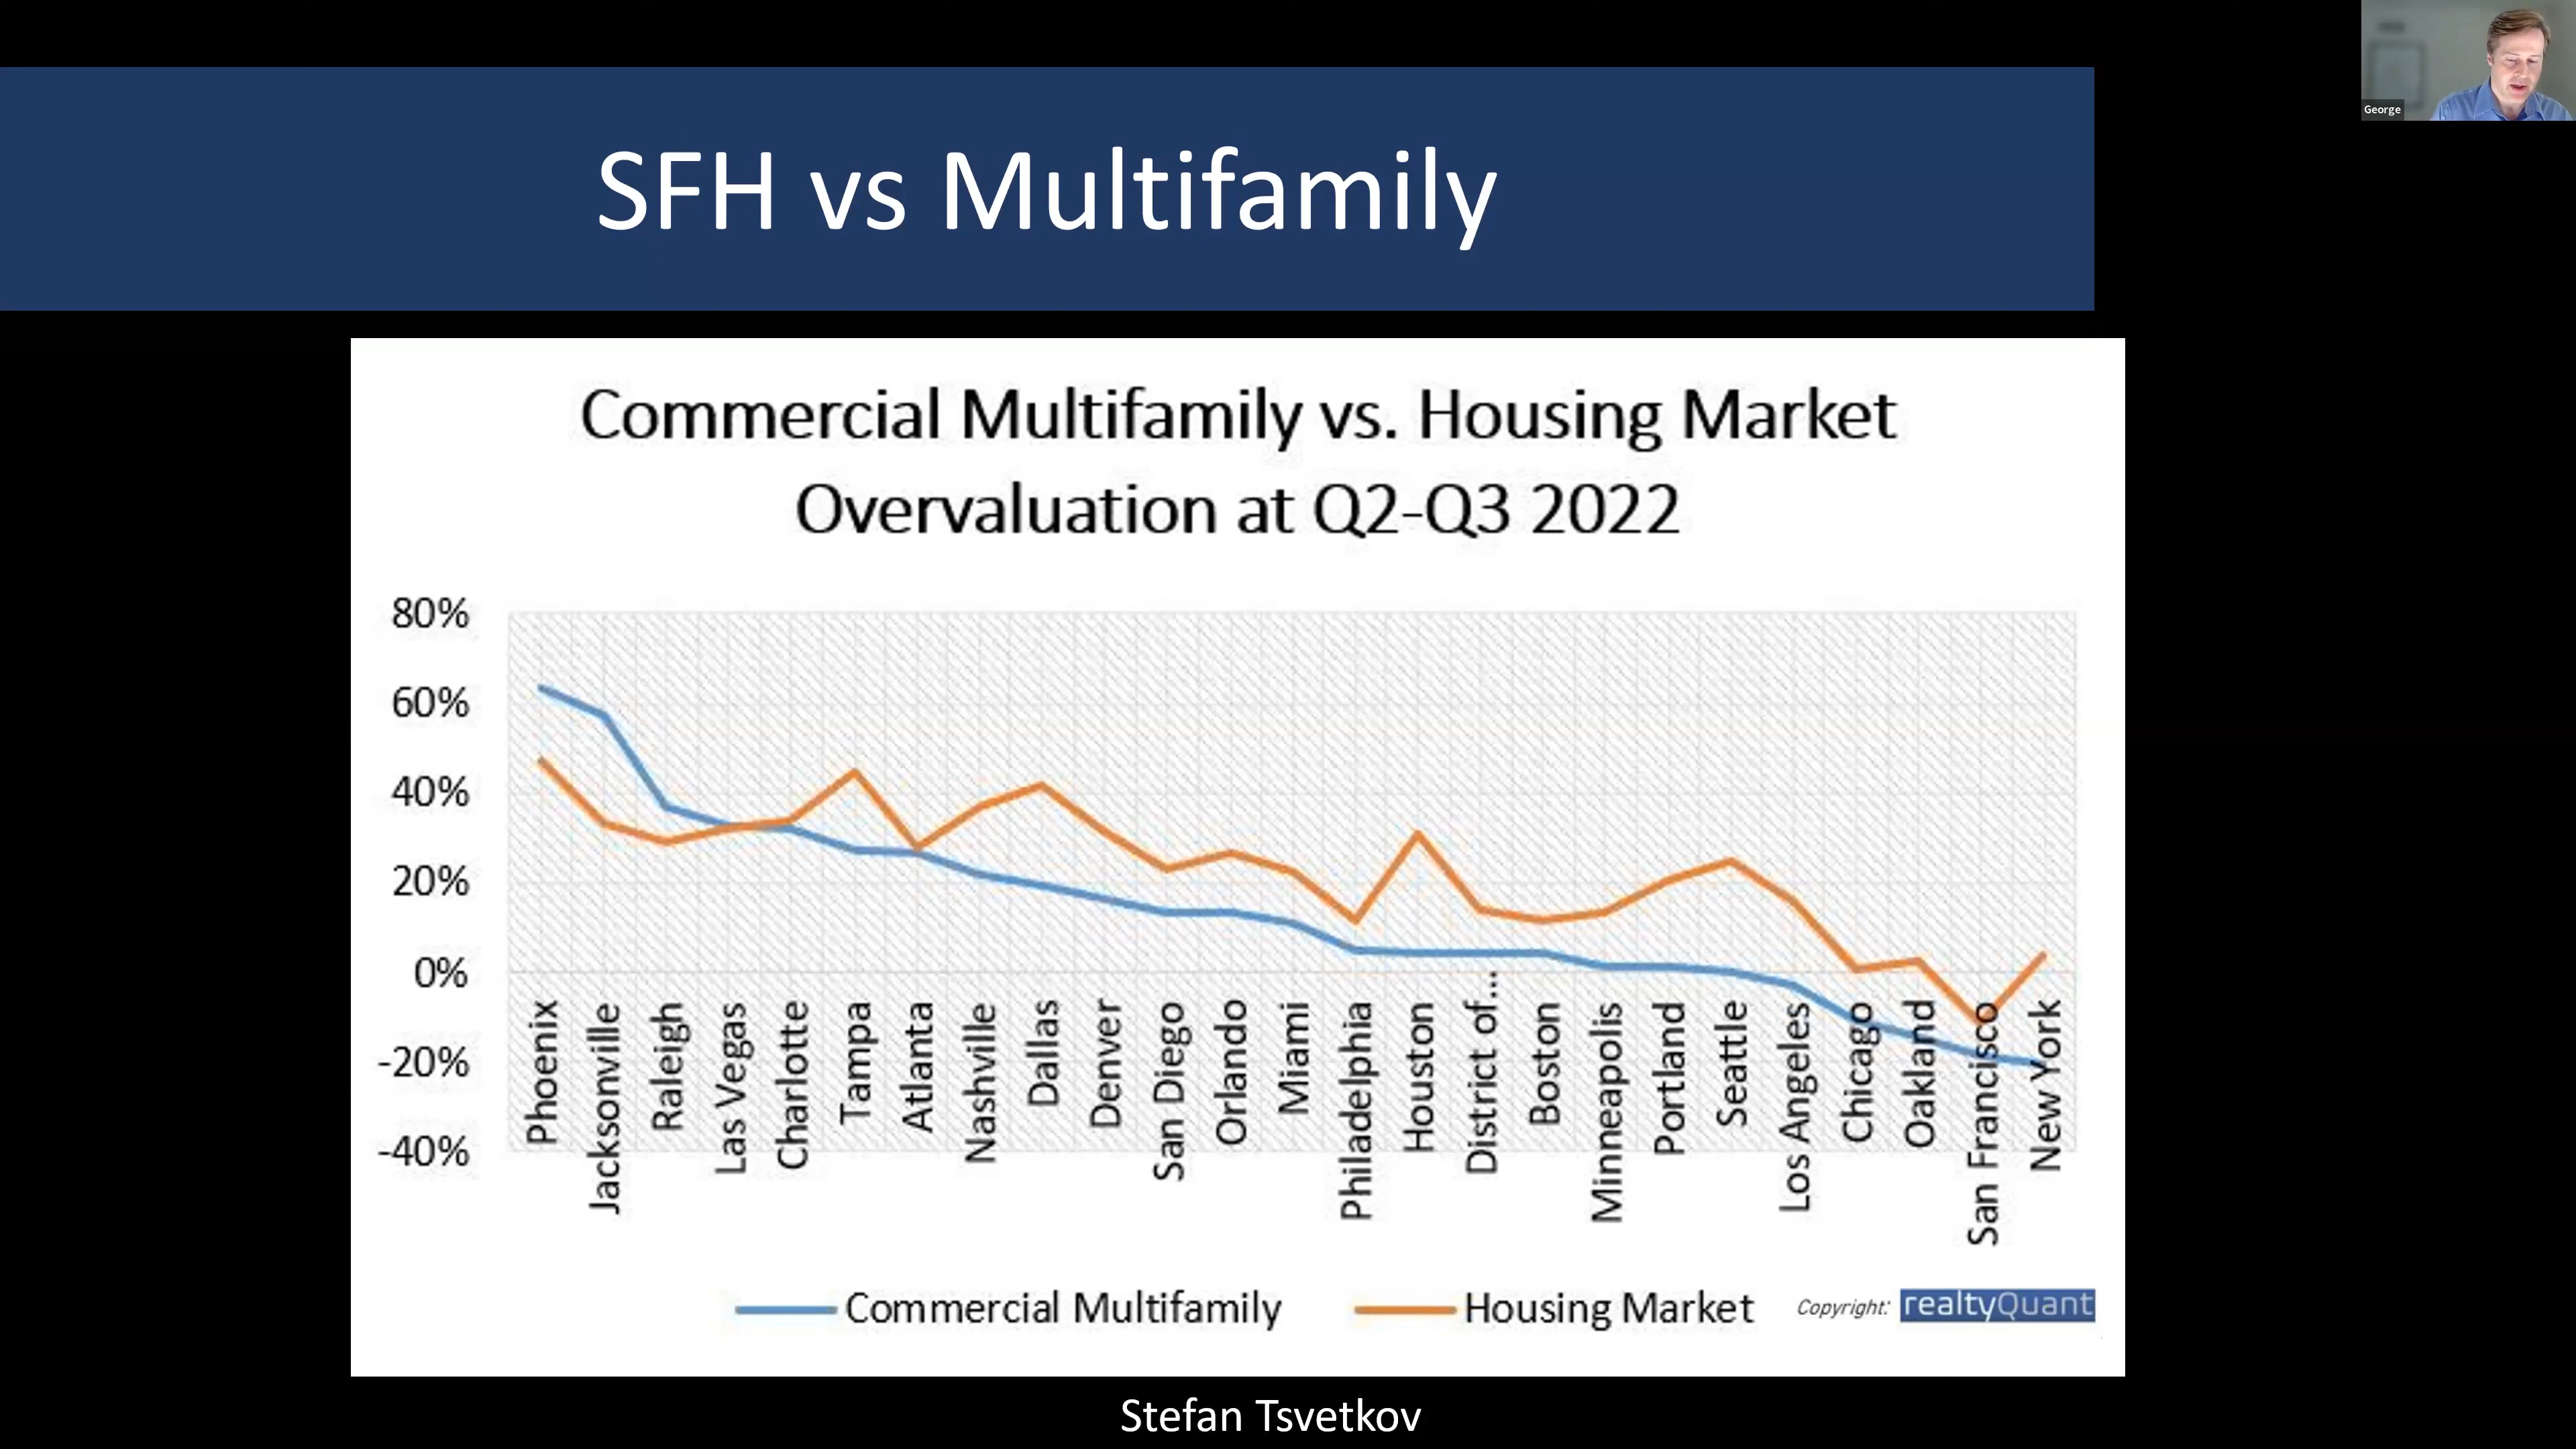 George
SFH vs Multifamily
Commercial Multifamily vs. Housing Market
Overvaluation at Q2-Q3 2022
80%
60%
40%
20%
0%
-20%
-40%
Phoenix
Jacksonville
Raleigh
Las Vegas
Charlotte
Tampa
Atlanta
Nashville
Dallas
Denver
San Diego
Orlando
Miami
Philadelphia
Houston
District of...
Boston
Minneapolis
Portland
Seattle
Los Angeles
Chicago
Oakland
San Francisco
New York
Commercial Multifamily
Housing Market
Copyright: realtyQuant
Stefan Tsvetkov